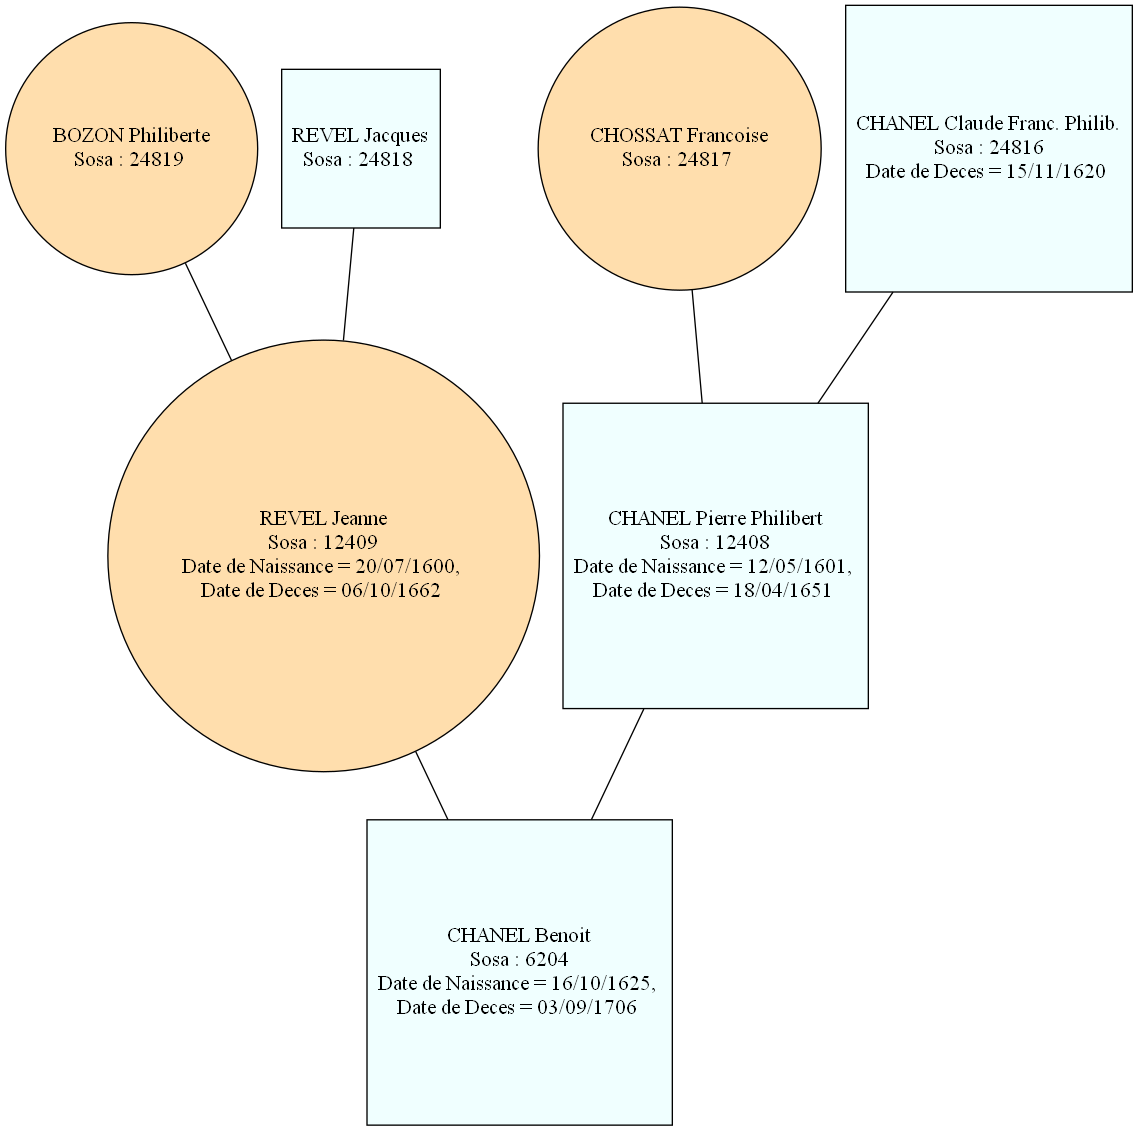 BOZON Philiberte
Sosa : 24819
REVEL Jacques
Sosa : 24818
CHOSSAT Francoise
Sosa : 24817
CHANEL Claude Franc. Philib.
Sosa : 24816
Date de Deces = 15/11/1620
REVEL Jeanne
Sosa : 12409
Date de Naissance = 20/07/1600,
Date de Deces = 06/10/1662
CHANEL Pierre Philibert
Sosa : 12408
Date de Naissance = 12/05/1601,
Date de Deces = 18/04/1651
CHANEL Benoit
Sosa : 6204
Date de Naissance = 16/10/1625,
Date de Deces = 03/09/1706